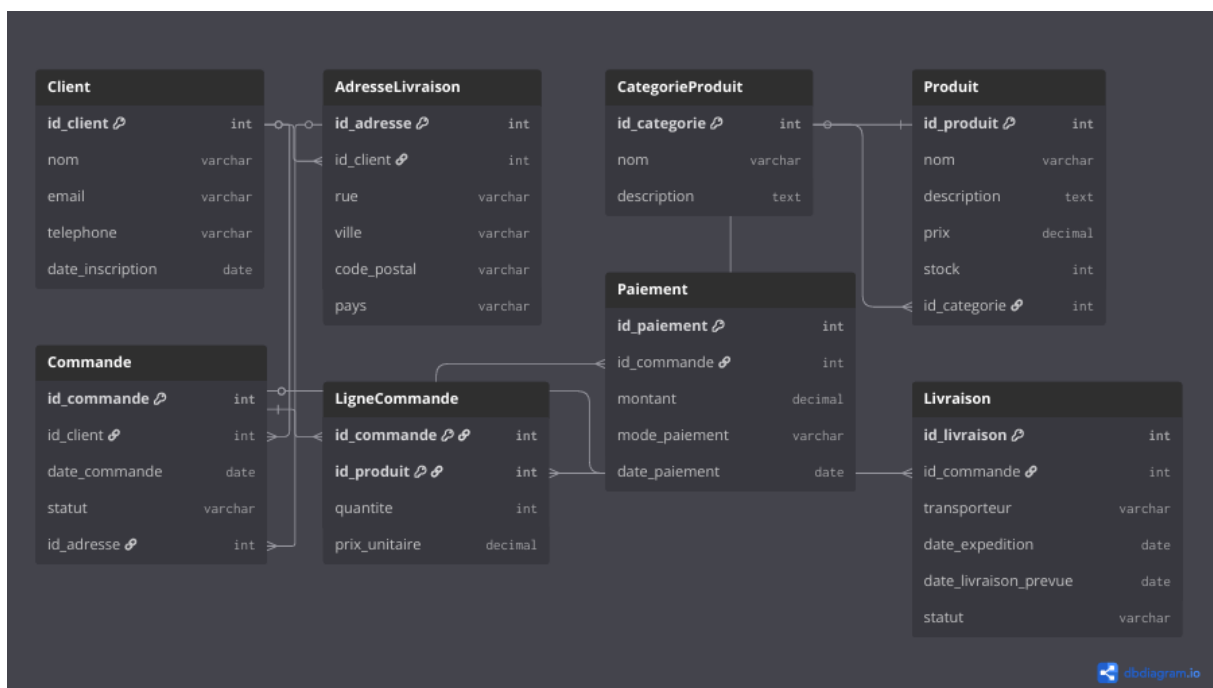 Client
id_client int
nom varchar
email varchar
telephone varchar
date_inscription date
AdresseLivraison
id_adresse int
id_client int
rue varchar
ville varchar
code_postal varchar
pays varchar
CategorieProduit
id_categorie int
nom varchar
description text
Produit
id_produit int
nom varchar
description text
prix decimal
stock int
id_categorie int
Commande
id_commande int
id_client int
date_commande date
statut varchar
id_adresse int
LigneCommande
id_commande int
id_produit int
quantite int
prix_unitaire decimal
Paiement
id_paiement int
id_commande int
montant decimal
mode_paiement varchar
date_paiement date
Livraison
id_livraison int
id_commande int
transporteur varchar
date_expedition date
date_livraison_prevue date
statut varchar
dbdiagram.io